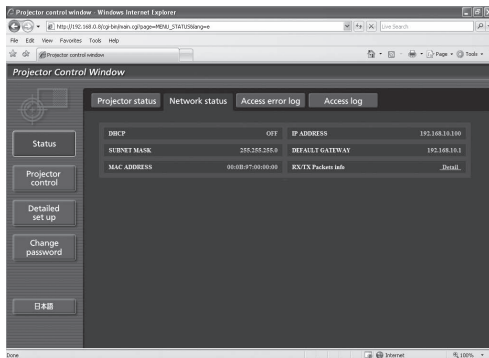 Projector control window - Windows Internet Explorer
http://192.168.0.8/cgi-bin/main.cgi?page=MENU_STATUS&lang=e
Live Search
File Edit View Favorites Tools Help
Projector control window
Page Tools
Projector Control Window
Projector status Network status Access error log Access log
DHCP OFF IP ADDRESS 192.168.10.100
SUBNET MASK 255.255.255.0 DEFAULT GATEWAY 192.168.10.1
MAC ADDRESS 00:0B:97:00:00:00 RX/TX Packets info Detail
Status
Projector
control
Detailed
set up
Change
password
日本語
Done Internet 100%